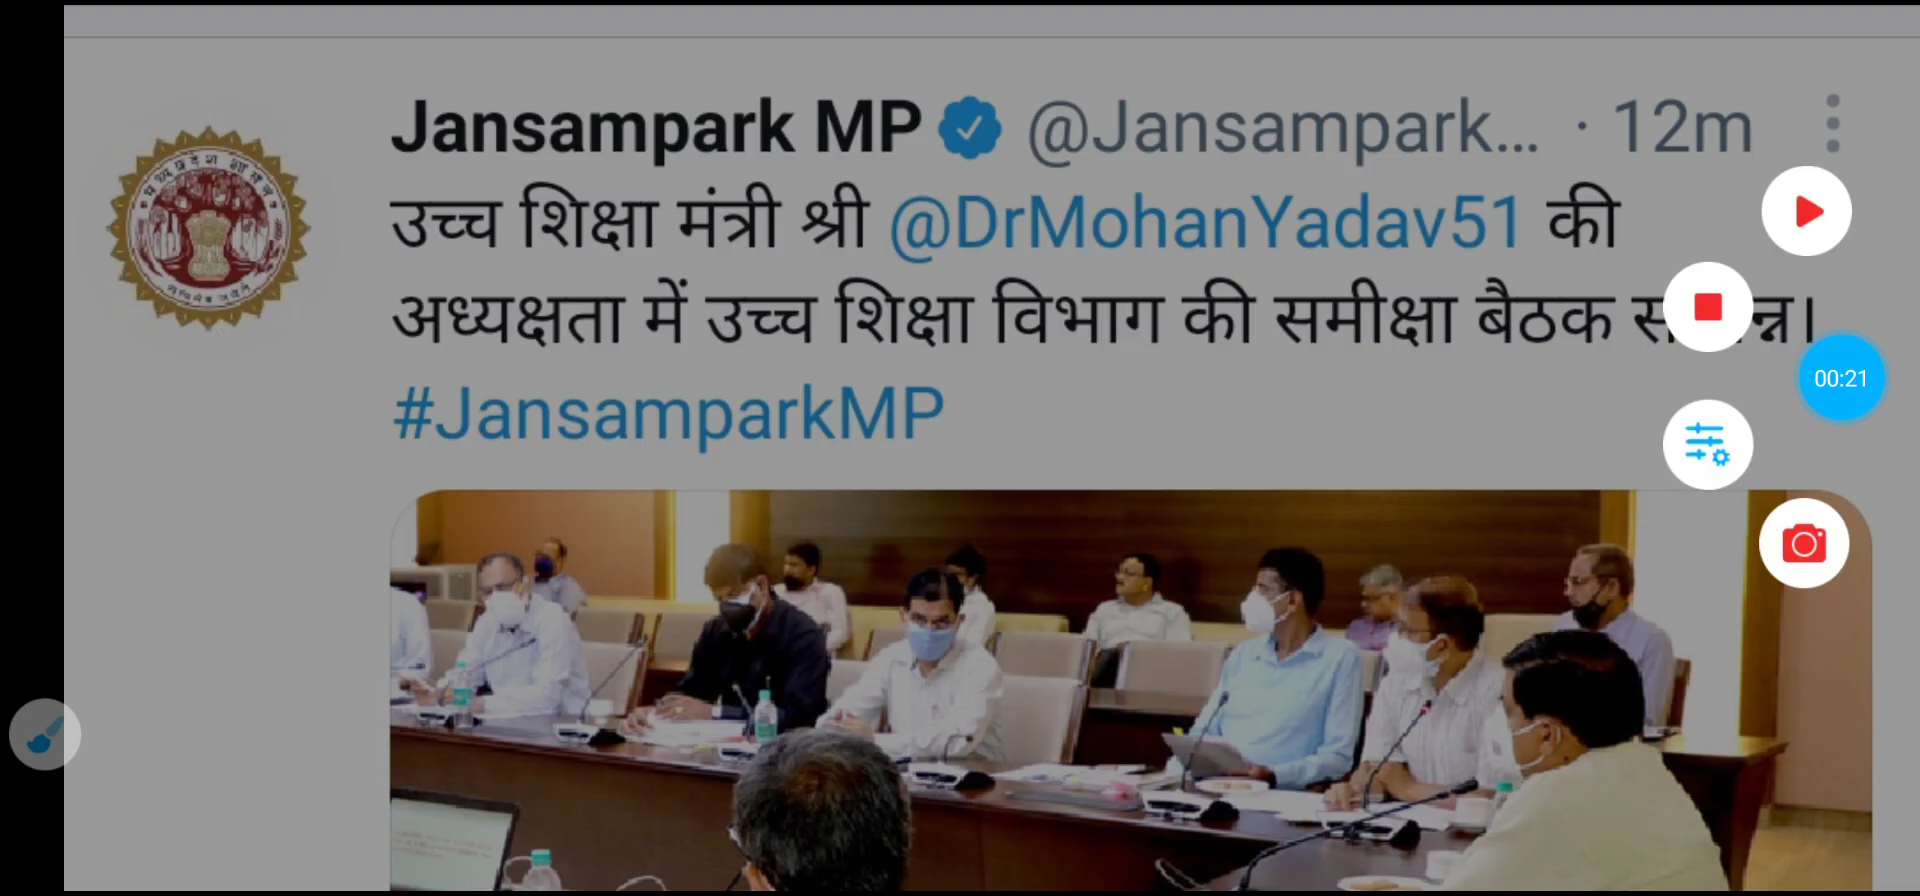 Jansampark MP @Jansampark... · 12m
उच्च शिक्षा मंत्री श्री @DrMohanYadav51 की
अध्यक्षता में उच्च शिक्षा विभाग की समीक्षा बैठक
#JansamparkMP
00:21